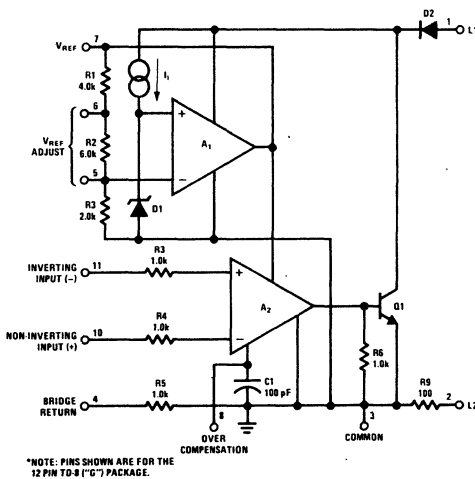 D2
1
L1
VREF
7
R1
4.0k
I1
6
VREF
ADJUST
R2
6.0k
+
A1
5
−
R3
2.0k
D1
INVERTING
INPUT (−)
11
R3
1.0k
+
A2
Q1
NON-INVERTING
INPUT (+)
10
R4
1.0k
−
R6
1.0k
BRIDGE
RETURN
4
R5
1.0k
C1
100 pF
R9
100
2
L2
8
OVER
COMPENSATION
3
COMMON
*NOTE: PINS SHOWN ARE FOR THE
12 PIN TO-8 ("G") PACKAGE.